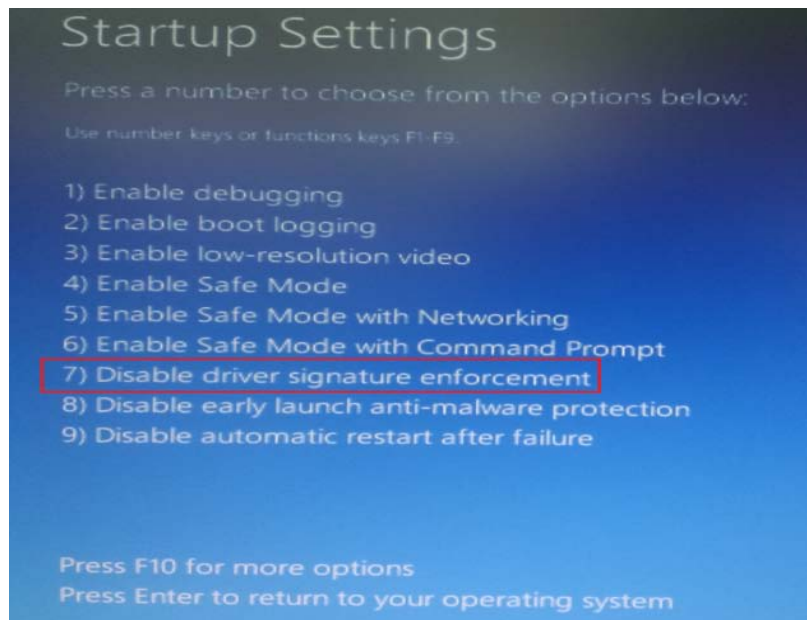 Startup Settings
Press a number to choose from the options below:
Use number keys or functions keys F1-F9.
1) Enable debugging
2) Enable boot logging
3) Enable low-resolution video
4) Enable Safe Mode
5) Enable Safe Mode with Networking
6) Enable Safe Mode with Command Prompt
7) Disable driver signature enforcement
8) Disable early launch anti-malware protection
9) Disable automatic restart after failure
Press F10 for more options
Press Enter to return to your operating system